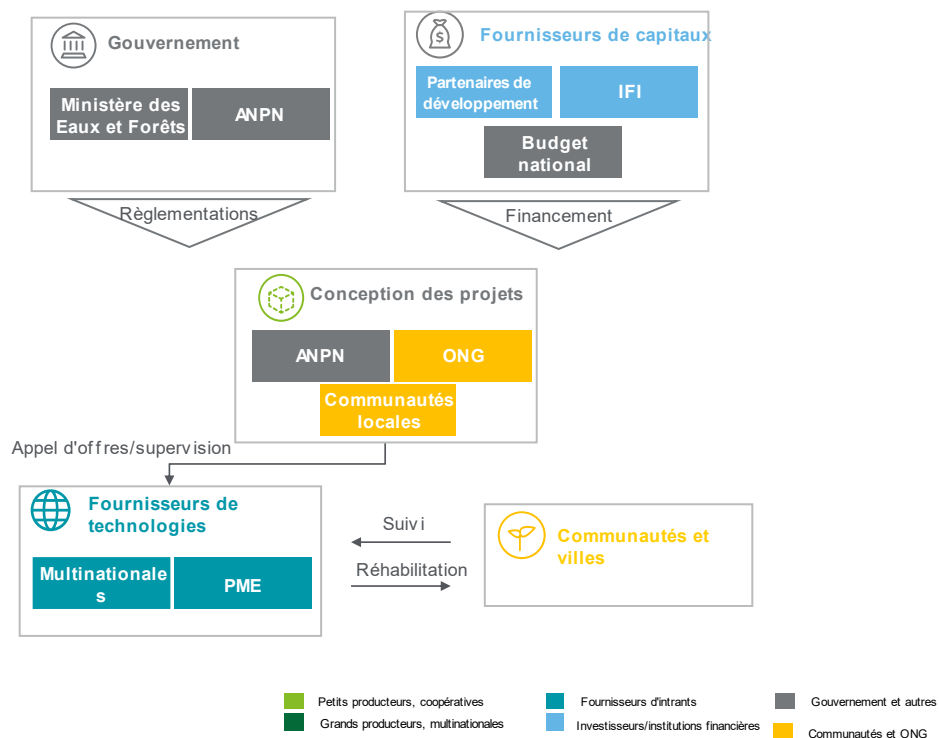 Gouvernement
Ministère des
Eaux et Forêts
ANPN
Fournisseurs de capitaux
Partenaires de
développement
IFI
Budget
national
Règlementations
Financement
Conception des projets
ANPN
ONG
Communautés
locales
Appel d'offres/supervision
Fournisseurs de
technologies
Multinationale
s
PME
Suivi
Réhabilitation
Communautés et
villes
Petits producteurs, coopératives
Grands producteurs, multinationales
Fournisseurs d'intrants
Investisseurs/institutions financières
Gouvernement et autres
Communautés et ONG